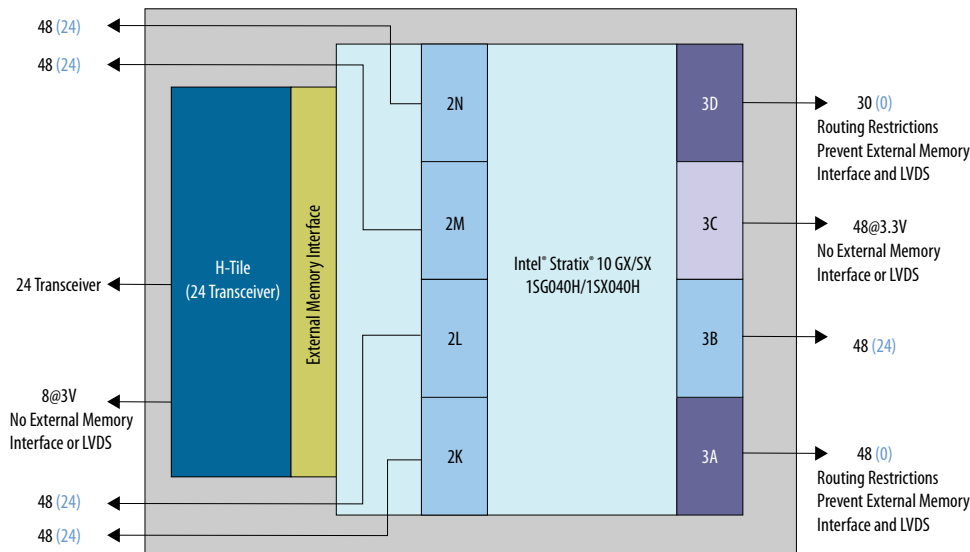 48 (24)
48 (24)
24 Transceiver
8@3V
No External Memory
Interface or LVDS
48 (24)
48 (24)
H-Tile
(24 Transceiver)
External Memory Interface
2N
2M
2L
2K
Intel® Stratix® 10 GX/SX
1SG040H/1SX040H
3D
3C
3B
3A
30 (0)
Routing Restrictions
Prevent External Memory
Interface and LVDS
48@3.3V
No External Memory
Interface or LVDS
48 (24)
48 (0)
Routing Restrictions
Prevent External Memory
Interface and LVDS